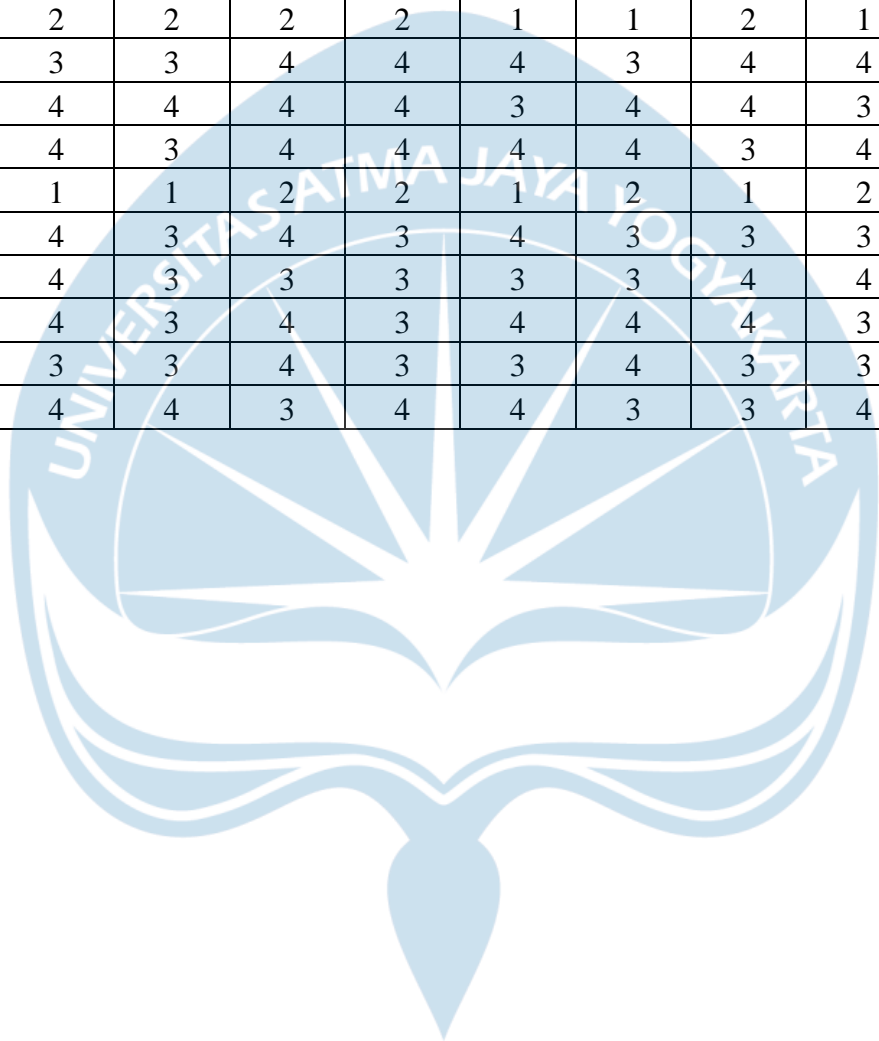 2 2 2 2 1 1 2 1
3 3 4 4 4 3 4 4
4 4 4 4 3 4 4 3
4 3 4 4 4 4 3 4
1 1 2 2 1 2 1 2
4 3 4 3 4 3 3 3
4 3 3 3 3 3 4 4
4 3 4 3 4 4 4 3
3 3 4 3 3 4 3 3
4 4 3 4 4 3 3 4
UNIVERSITAS ATMA JAYA YOGYAKARTA